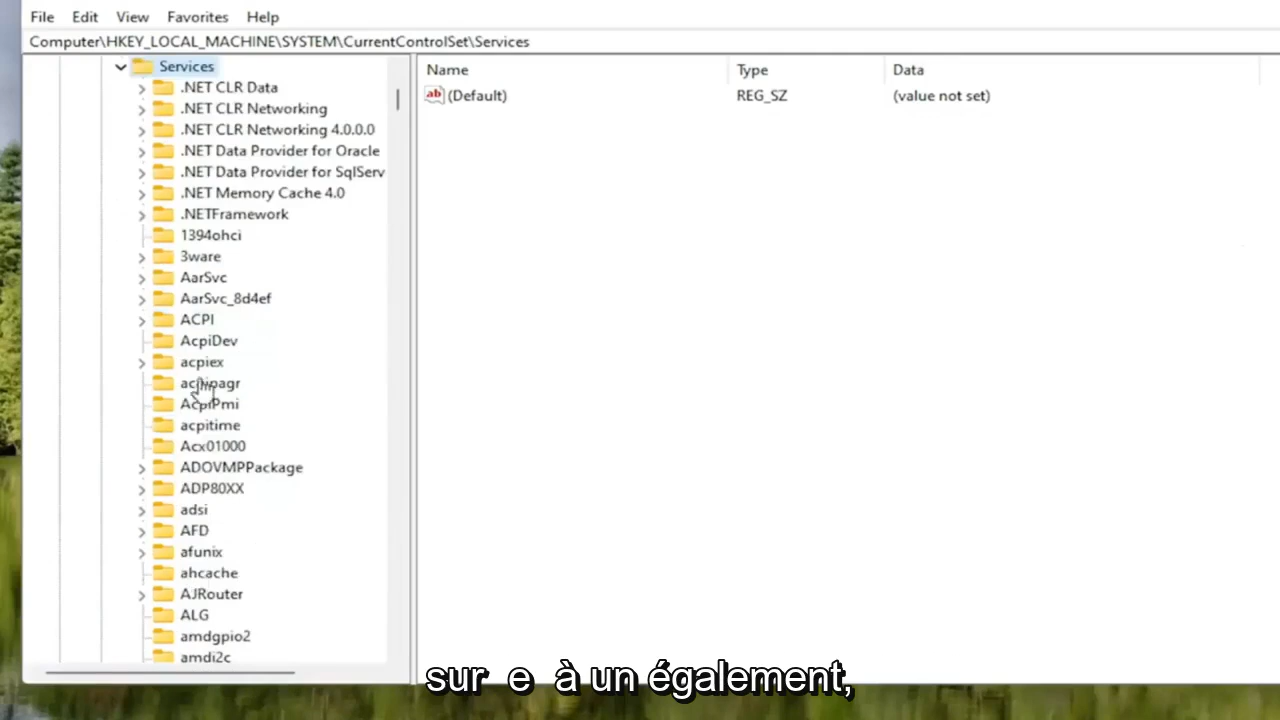 File Edit View Favorites Help
Computer\HKEY_LOCAL_MACHINE\SYSTEM\CurrentControlSet\Services
Services
.NET CLR Data
.NET CLR Networking
.NET CLR Networking 4.0.0.0
.NET Data Provider for Oracle
.NET Data Provider for SqlServ
.NET Memory Cache 4.0
.NETFramework
1394ohci
3ware
AarSvc
AarSvc_8d4ef
ACPI
AcpiDev
acpiex
acpipagr
AcpiPmi
acpitime
Acx01000
ADOVMPPackage
ADP80XX
adsi
AFD
afunix
ahcache
AJRouter
ALG
amdgpio2
amdi2c
Name Type Data
ab (Default) REG_SZ (value not set)
sur e à un également,